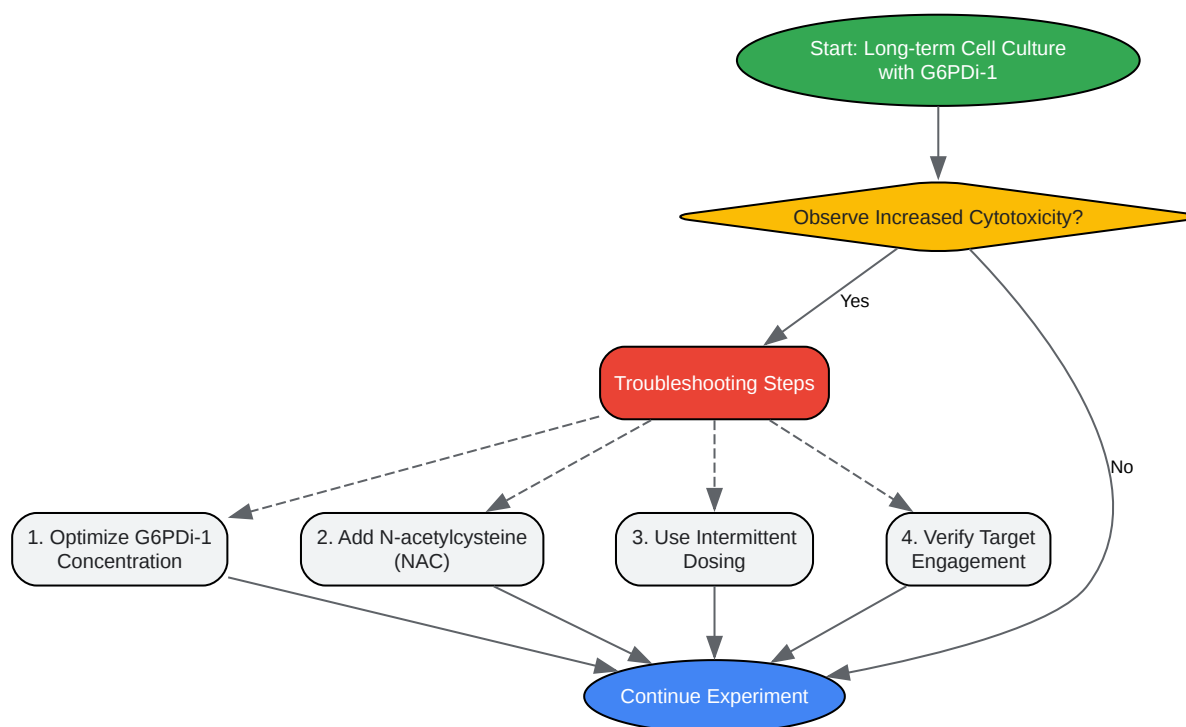 Start: Long-term Cell Culture
with G6PDi-1
Observe Increased Cytotoxicity?
Yes
Troubleshooting Steps
No
1. Optimize G6PDi-1
Concentration
2. Add N-acetylcysteine
(NAC)
3. Use Intermittent
Dosing
4. Verify Target
Engagement
Continue Experiment